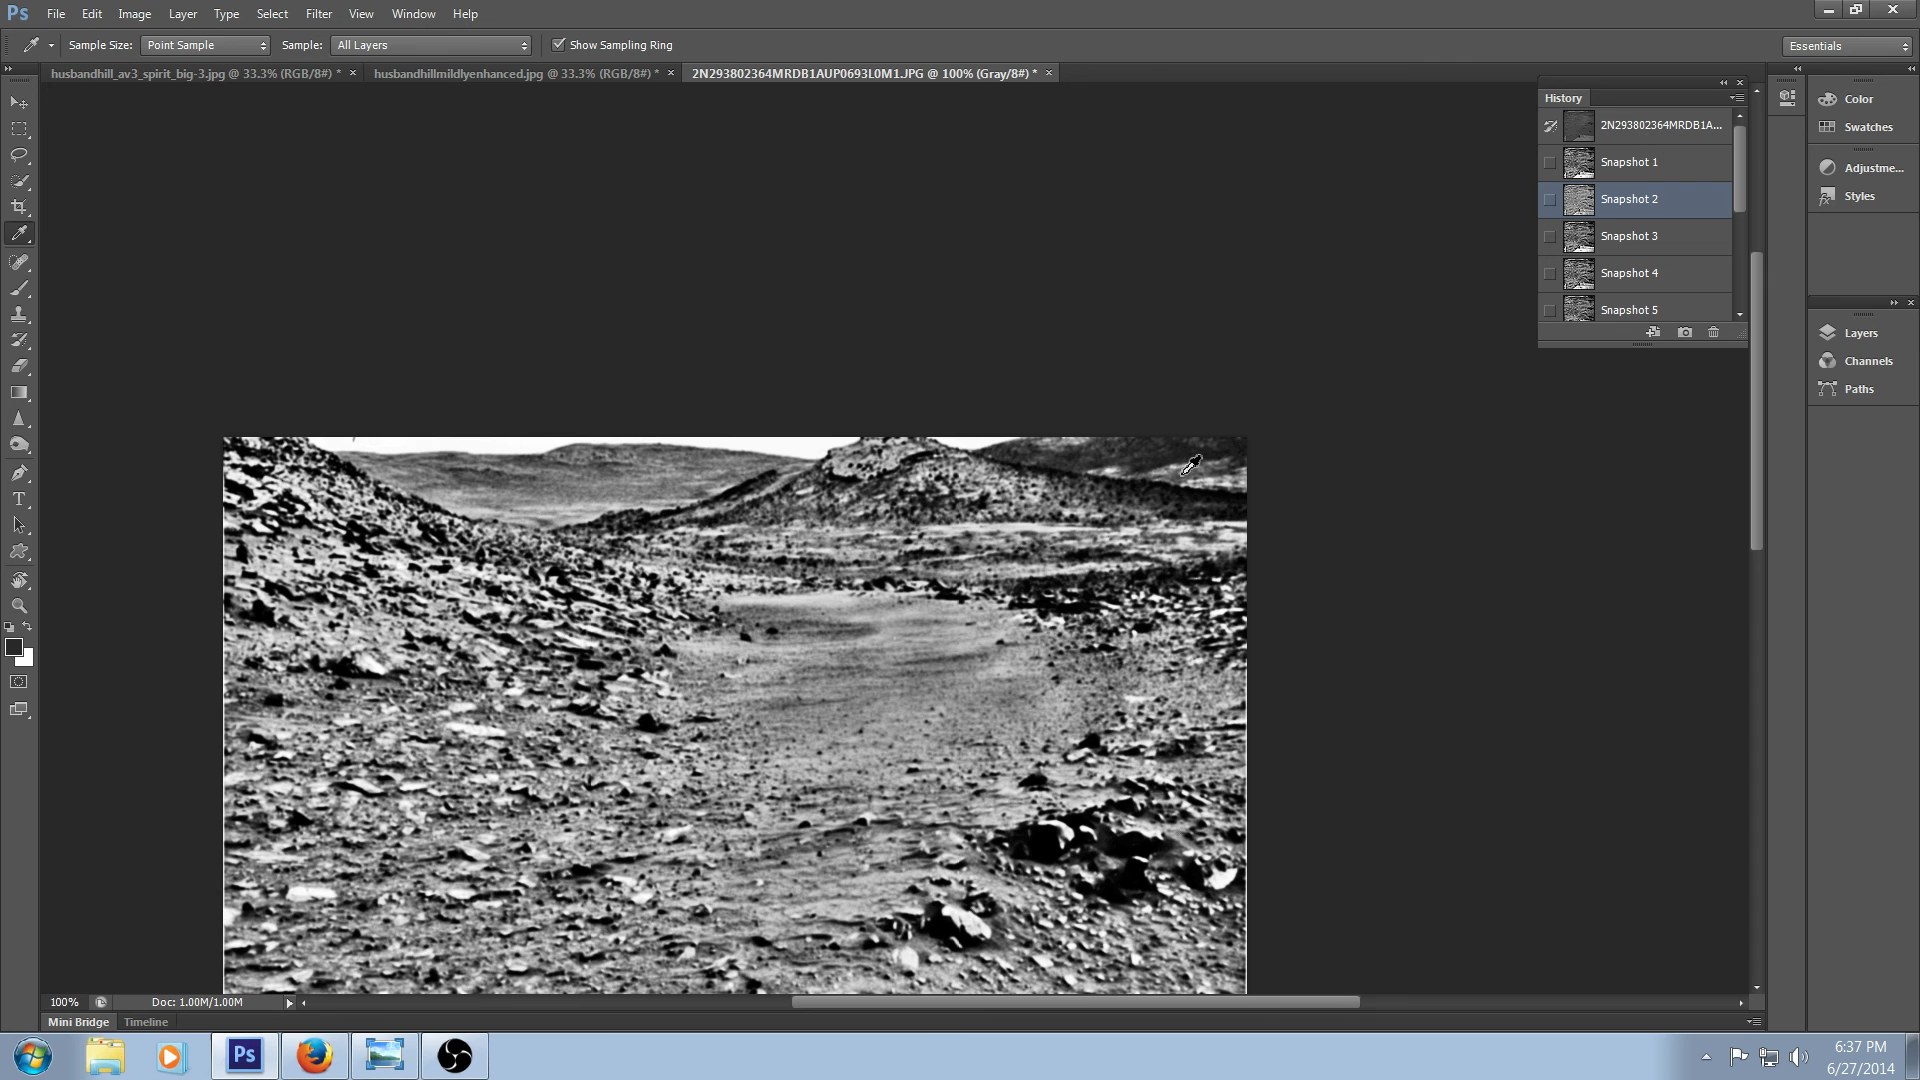 Ps File Edit Image Layer Type Select Filter View Window Help
Sample Size: Point Sample Sample: All Layers Show Sampling Ring Essentials
husbandhill_av3_spirit_big-3.jpg @ 33.3% (RGB/8#) * × husbandhillmildlyenhanced.jpg @ 33.3% (RGB/8#) * × 2N293802364MRDB1AUP0693L0M1.JPG @ 100% (Gray/8#) * ×
History
2N293802364MRDB1A...
Snapshot 1
Snapshot 2
Snapshot 3
Snapshot 4
Snapshot 5
Color
Swatches
Adjustme...
Styles
Layers
Channels
Paths
T
100% Doc: 1.00M/1.00M
Mini Bridge Timeline
Ps
6:37 PM
6/27/2014